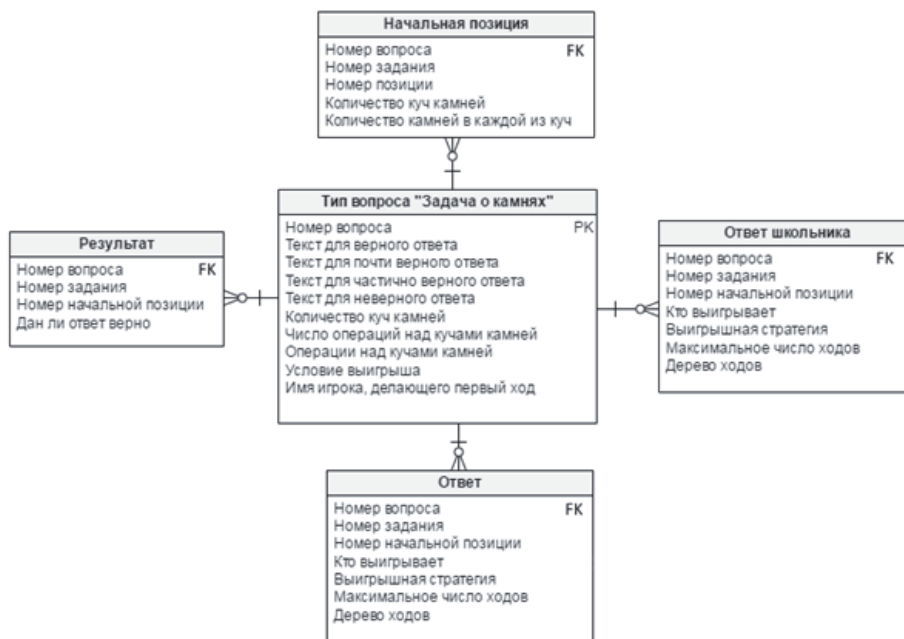 Начальная позиция
Номер вопроса FK
Номер задания
Номер позиции
Количество куч камней
Количество камней в каждой из куч
Тип вопроса "Задача о камнях"
Номер вопроса PK
Текст для верного ответа
Текст для почти верного ответа
Текст для частично верного ответа
Текст для неверного ответа
Количество куч камней
Число операций над кучами камней
Операции над кучами камней
Условие выигрыша
Имя игрока, делающего первый ход
Результат
Номер вопроса FK
Номер задания
Номер начальной позиции
Дан ли ответ верно
Ответ школьника
Номер вопроса FK
Номер задания
Номер начальной позиции
Кто выигрывает
Выигрышная стратегия
Максимальное число ходов
Дерево ходов
Ответ
Номер вопроса FK
Номер задания
Номер начальной позиции
Кто выигрывает
Выигрышная стратегия
Максимальное число ходов
Дерево ходов